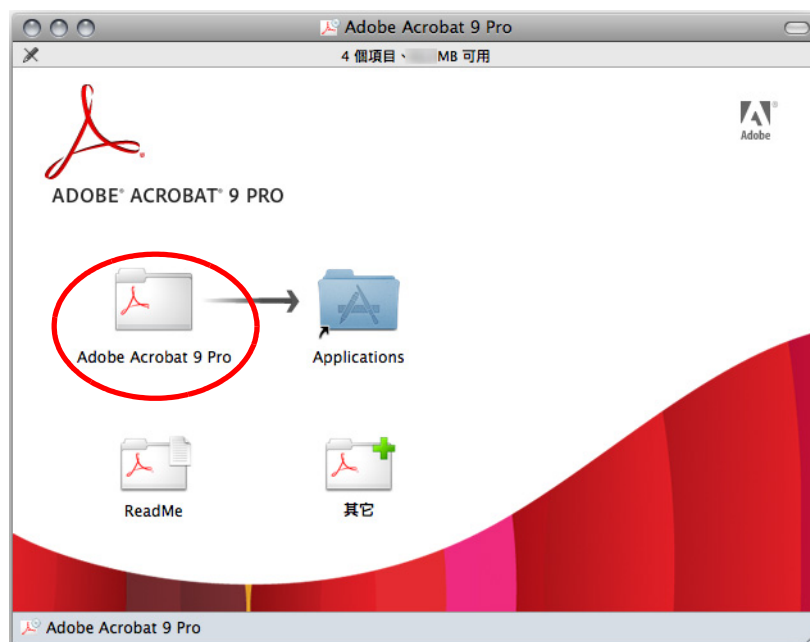 Adobe Acrobat 9 Pro
4 個項目、 MB 可用
Adobe
ADOBE® ACROBAT® 9 PRO
Adobe Acrobat 9 Pro
Applications
ReadMe
其它
Adobe Acrobat 9 Pro